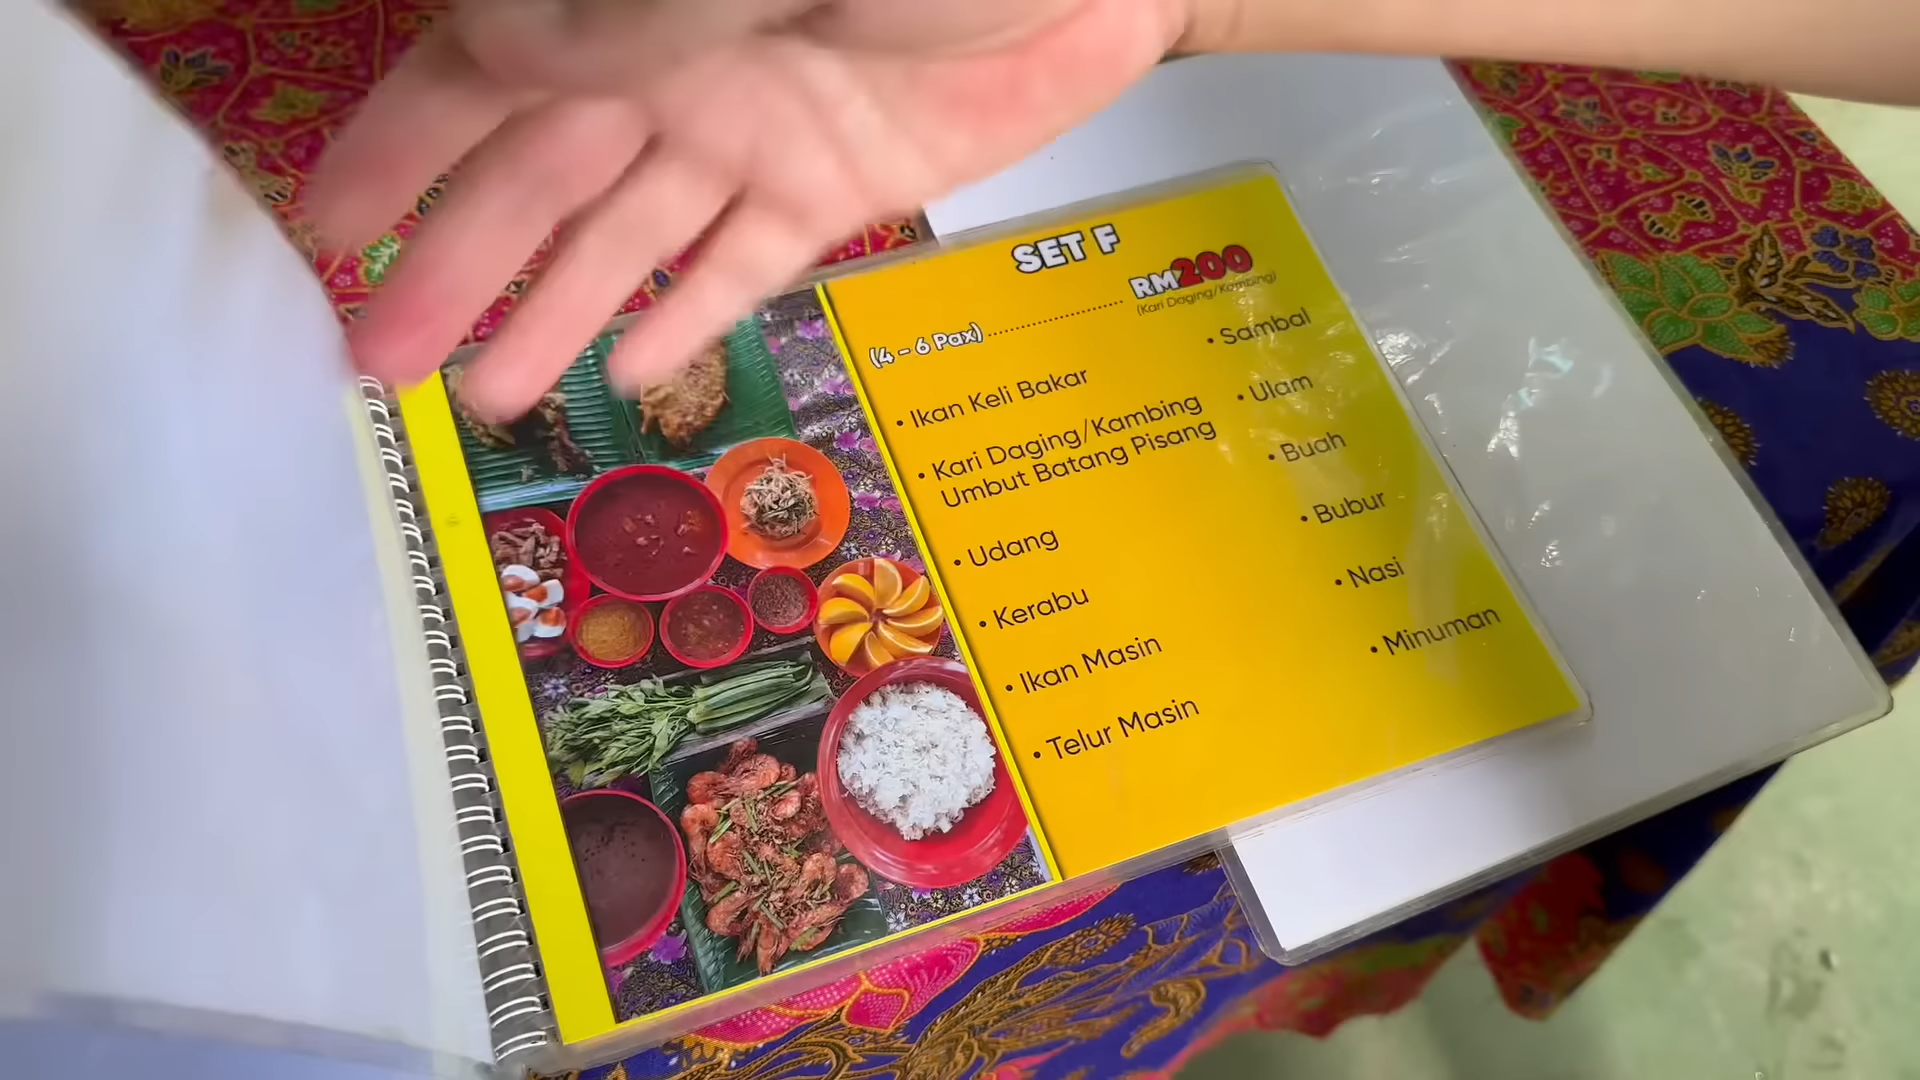 SET F
(4 - 6 Pax) ........................ RM200
(Kari Daging/Kambing)
• Ikan Keli Bakar
• Kari Daging/Kambing
Umbut Batang Pisang
• Udang
• Kerabu
• Ikan Masin
• Telur Masin
• Sambal
• Ulam
• Buah
• Bubur
• Nasi
• Minuman